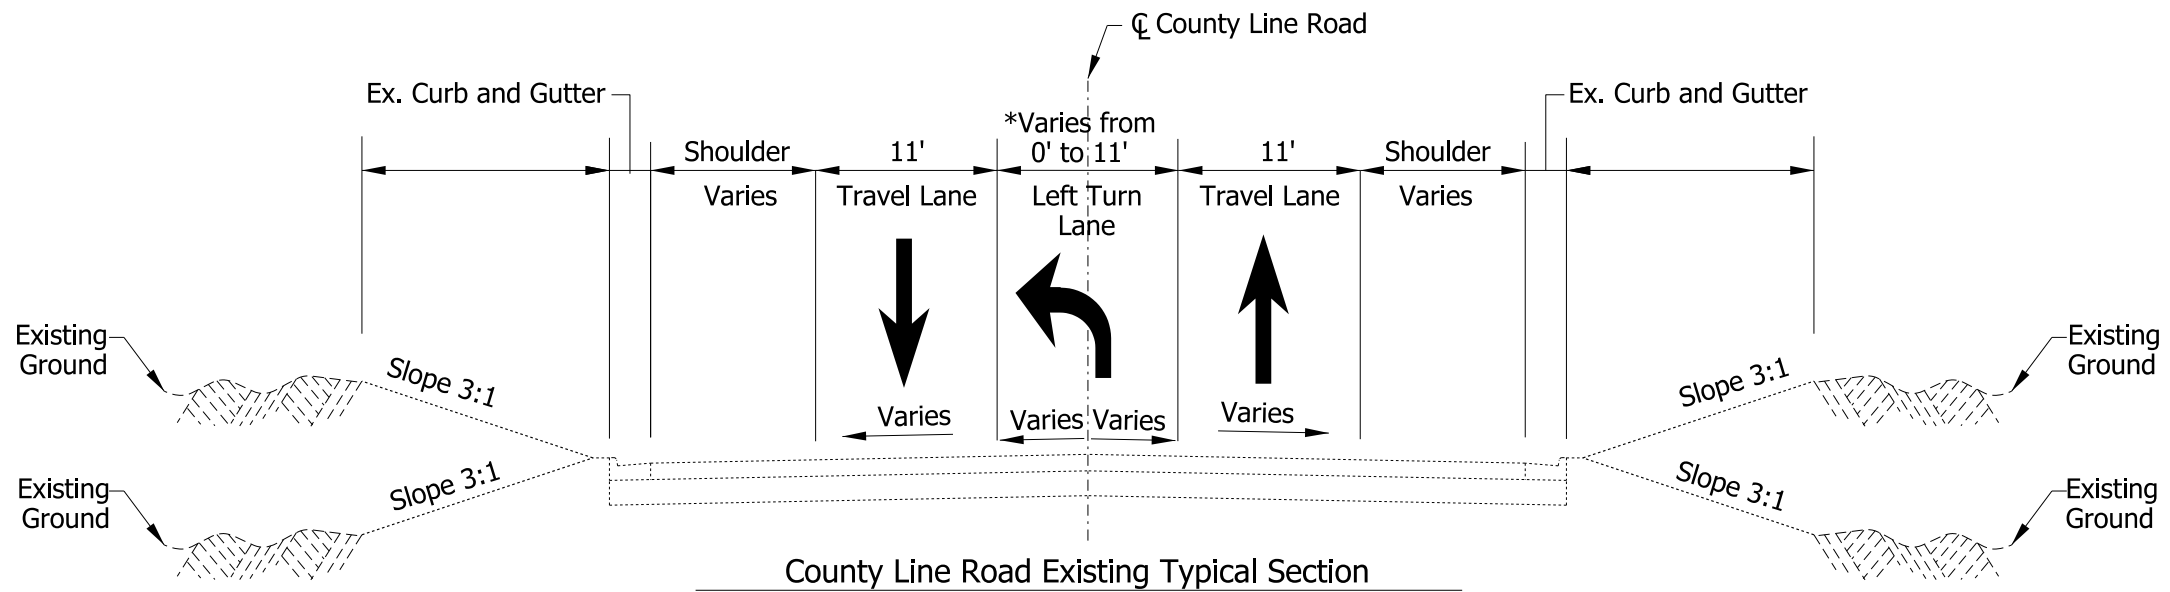 ℄ County Line Road
Ex. Curb and Gutter
Ex. Curb and Gutter
*Varies from
0' to 11'
Shoulder
11'
11'
Shoulder
Varies
Travel Lane
Left Turn
Lane
Travel Lane
Varies
Existing
Ground
Slope 3:1
Varies
Varies
Varies
Varies
Slope 3:1
Existing
Ground
Existing
Ground
Slope 3:1
Slope 3:1
Existing
Ground
County Line Road Existing Typical Section